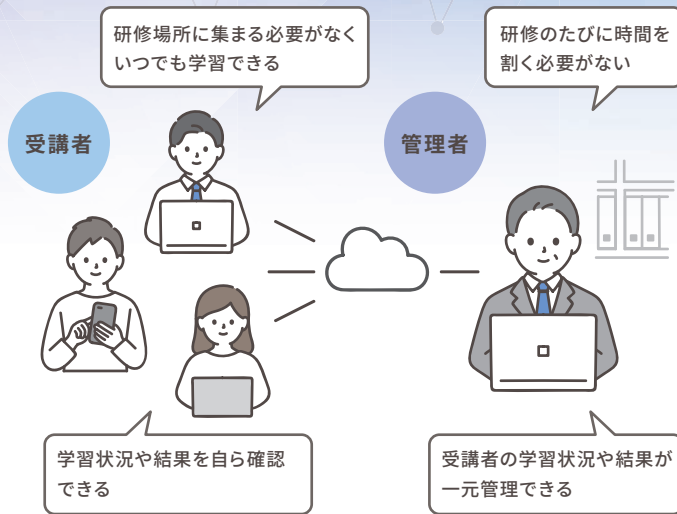 研修場所に集まる必要がなく
いつでも学習できる
研修のたびに時間を
割く必要がない
受講者
管理者
学習状況や結果を自ら確認
できる
受講者の学習状況や結果が
一元管理できる